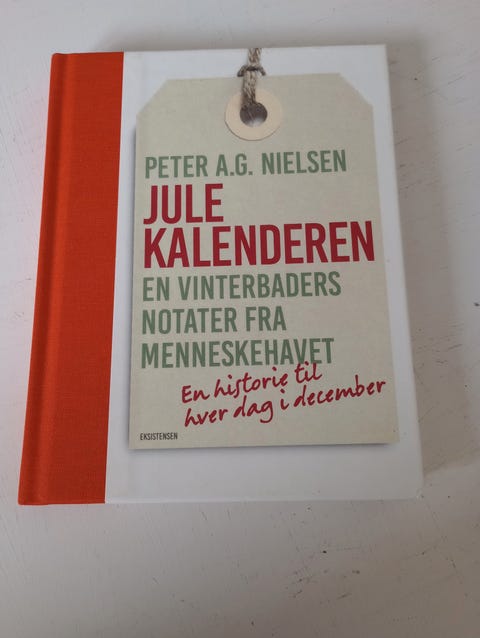 PETER A.G. NIELSEN
JULE
KALENDEREN
EN VINTERBADERS
NOTATER FRA
MENNESKEHAVET
En historie til
hver dag i december
EKSISTENSEN